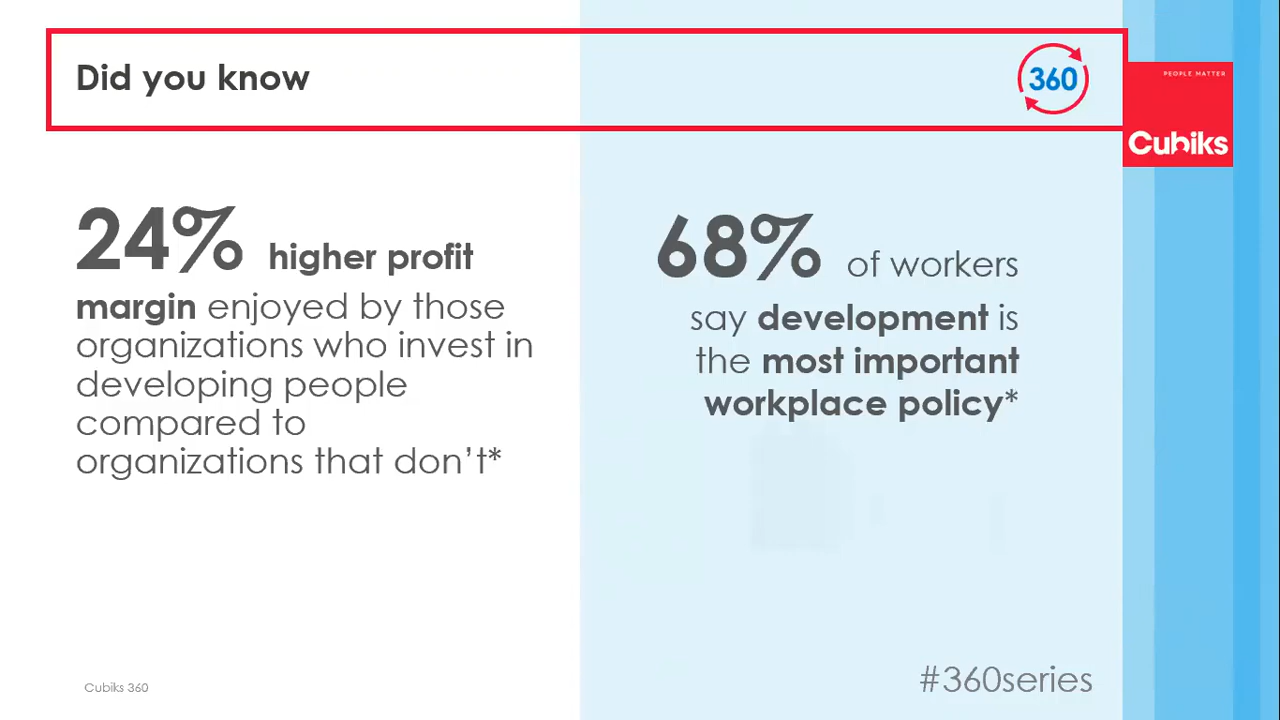 Did you know
360
PEOPLE MATTER
Cubiks
24% higher profit
margin enjoyed by those
organizations who invest in
developing people
compared to
organizations that don’t*
68% of workers
say development is
the most important
workplace policy*
Cubiks 360
#360series